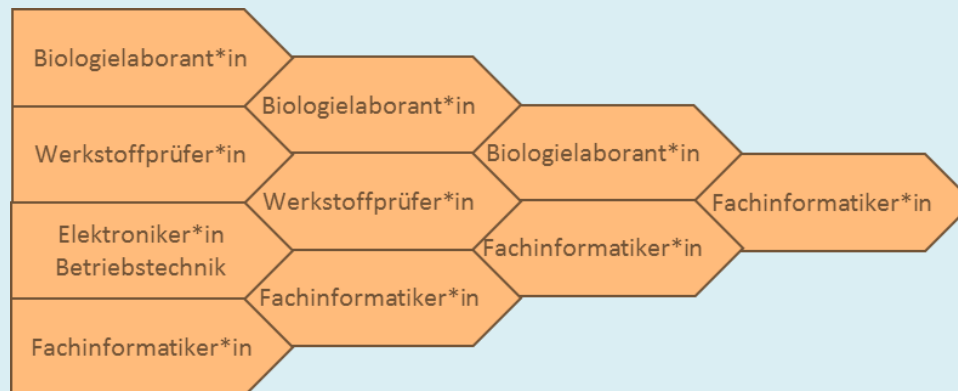 Biologielaborant*in
Werkstoffprüfer*in
Elektroniker*in
Betriebstechnik
Fachinformatiker*in
Biologielaborant*in
Werkstoffprüfer*in
Fachinformatiker*in
Biologielaborant*in
Fachinformatiker*in
Fachinformatiker*in